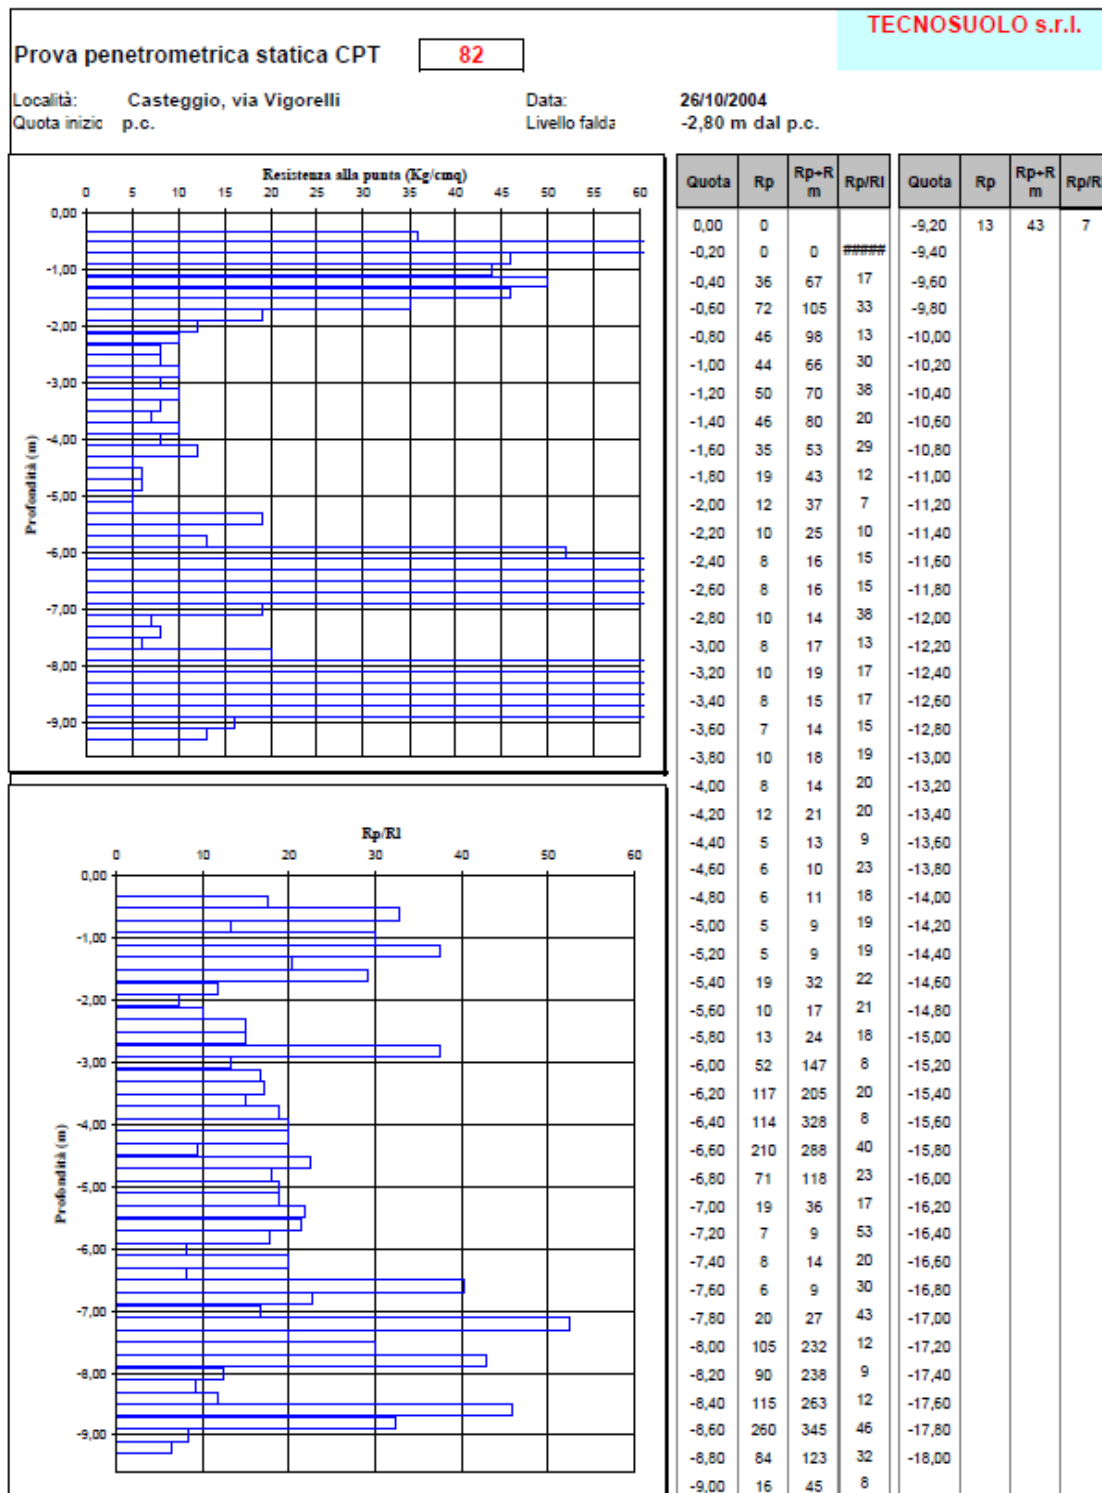 TECNOSUOLO s.r.l.
Prova penetrometrica statica CPT 82
Località: Casteggio, via Vigorelli Data: 26/10/2004
Quota inizio p.c. Livello falda -2,80 m dal p.c.
Resistenza alla punta (Kg/cmq)
0 5 10 15 20 25 30 35 40 45 50 55 60
0,00
-1,00
-2,00
-3,00
-4,00
-5,00
-6,00
-7,00
-8,00
-9,00
Profondità (m)
Rp/Rl
0 10 20 30 40 50 60
0,00
-1,00
-2,00
-3,00
-4,00
-5,00
-6,00
-7,00
-8,00
-9,00
Profondità (m)
Quota Rp Rp+R m Rp/Rl Quota Rp Rp+R m Rp/R
0,00 0 -9,20 13 43 7
-0,20 0 0 ##### -9,40
-0,40 36 67 17 -9,60
-0,60 72 105 33 -9,80
-0,80 46 98 13 -10,00
-1,00 44 66 30 -10,20
-1,20 50 70 38 -10,40
-1,40 46 80 20 -10,60
-1,60 35 53 29 -10,80
-1,80 19 43 12 -11,00
-2,00 12 37 7 -11,20
-2,20 10 25 10 -11,40
-2,40 8 16 15 -11,60
-2,60 8 16 15 -11,80
-2,80 10 14 38 -12,00
-3,00 8 17 13 -12,20
-3,20 10 19 17 -12,40
-3,40 8 15 17 -12,60
-3,60 7 14 15 -12,80
-3,80 10 18 19 -13,00
-4,00 8 14 20 -13,20
-4,20 12 21 20 -13,40
-4,40 5 13 9 -13,60
-4,60 6 10 23 -13,80
-4,80 6 11 18 -14,00
-5,00 5 9 19 -14,20
-5,20 5 9 19 -14,40
-5,40 19 32 22 -14,60
-5,60 10 17 21 -14,80
-5,80 13 24 18 -15,00
-6,00 52 147 8 -15,20
-6,20 117 205 20 -15,40
-6,40 114 328 8 -15,60
-6,60 210 288 40 -15,80
-6,80 71 118 23 -16,00
-7,00 19 36 17 -16,20
-7,20 7 9 53 -16,40
-7,40 8 14 20 -16,60
-7,60 6 9 30 -16,80
-7,80 20 27 43 -17,00
-8,00 105 232 12 -17,20
-8,20 90 238 9 -17,40
-8,40 115 263 12 -17,60
-8,60 260 345 46 -17,80
-8,80 84 123 32 -18,00
-9,00 16 45 8